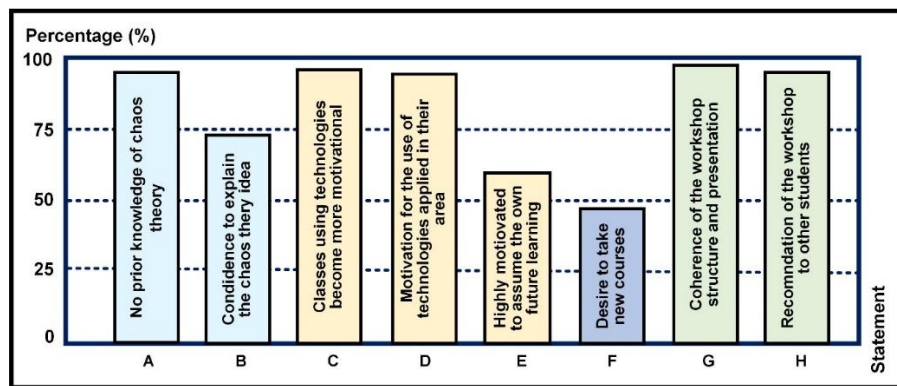 Percentage (%)
100
75
50
25
0
No prior knowledge of chaos
theory
Condidence to explain
the chaos thery idea
Classes using technologies
become more motivational
Motivation for the use of
technologies applied in their
area
Highly motiovated
to assume the own
future learning
Desire to take
new courses
Coherence of the workshop
structure and presentation
Recomndation of the workshop
to other students
A
B
C
D
E
F
G
H
Statement